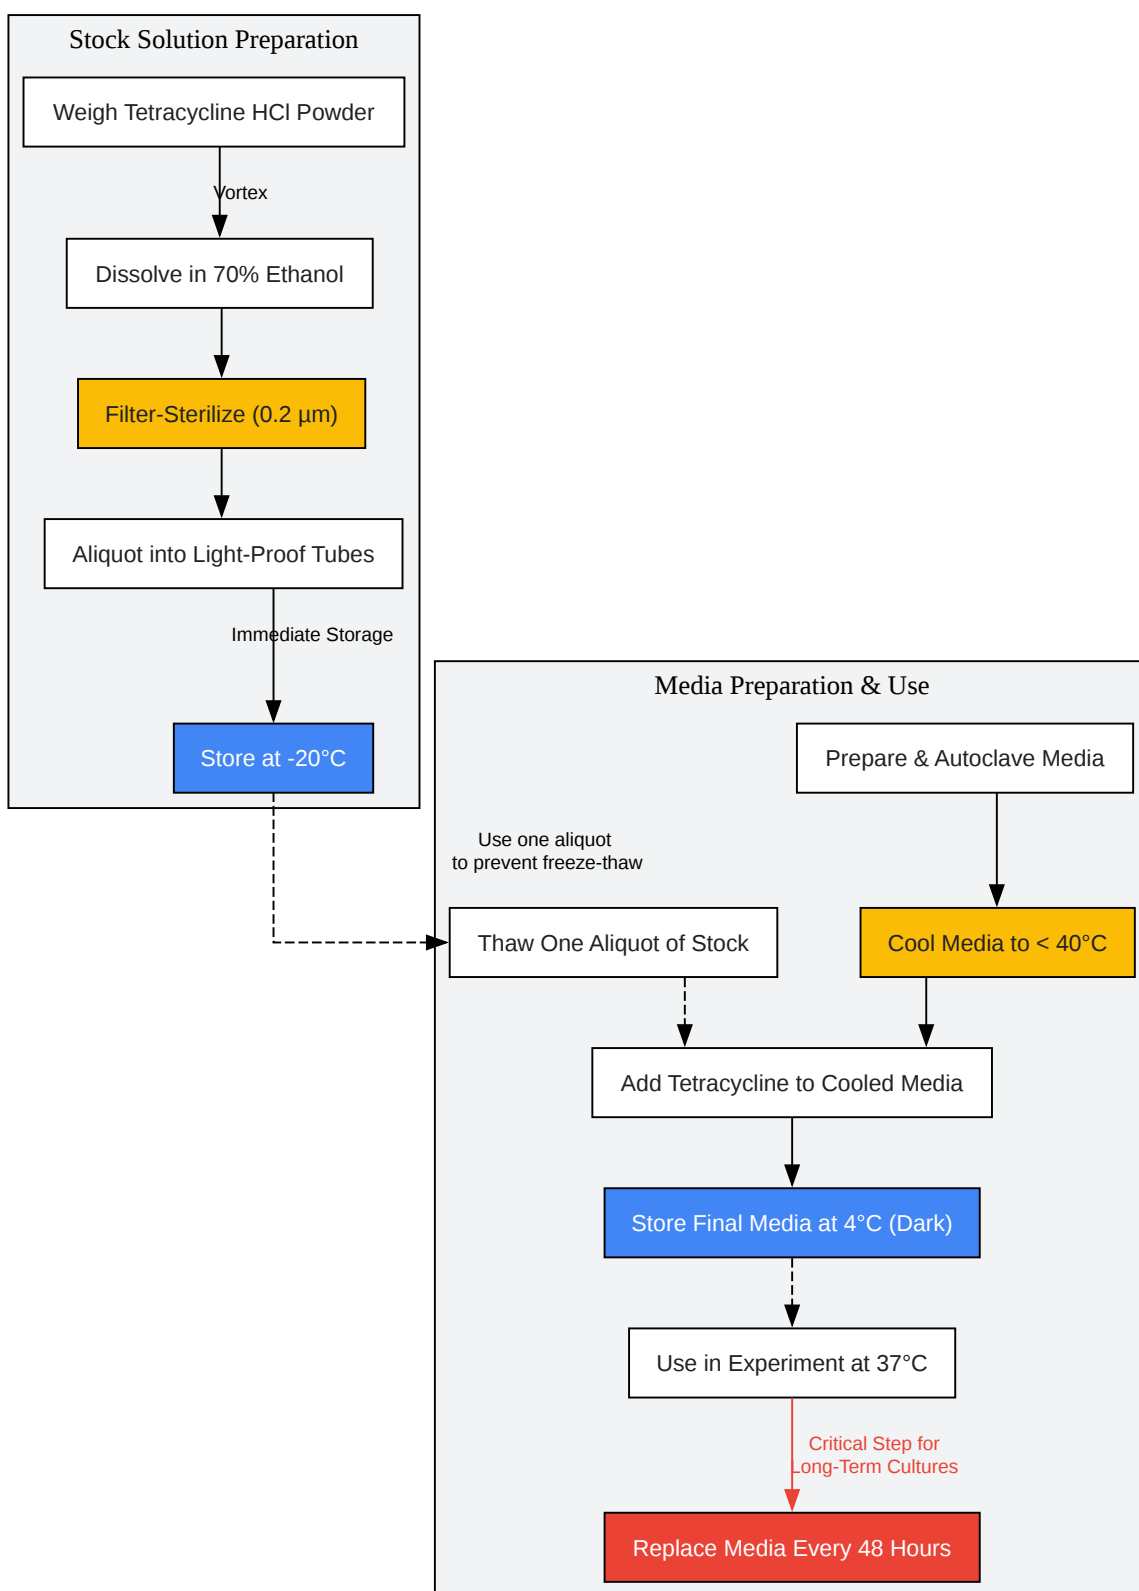 Stock Solution Preparation
Weigh Tetracycline HCl Powder
Vortex
Dissolve in 70% Ethanol
Filter-Sterilize (0.2 µm)
Aliquot into Light-Proof Tubes
Immediate Storage
Store at -20°C
Media Preparation & Use
Prepare & Autoclave Media
Use one aliquot
to prevent freeze-thaw
Thaw One Aliquot of Stock
Cool Media to < 40°C
Add Tetracycline to Cooled Media
Store Final Media at 4°C (Dark)
Use in Experiment at 37°C
Critical Step for
Long-Term Cultures
Replace Media Every 48 Hours